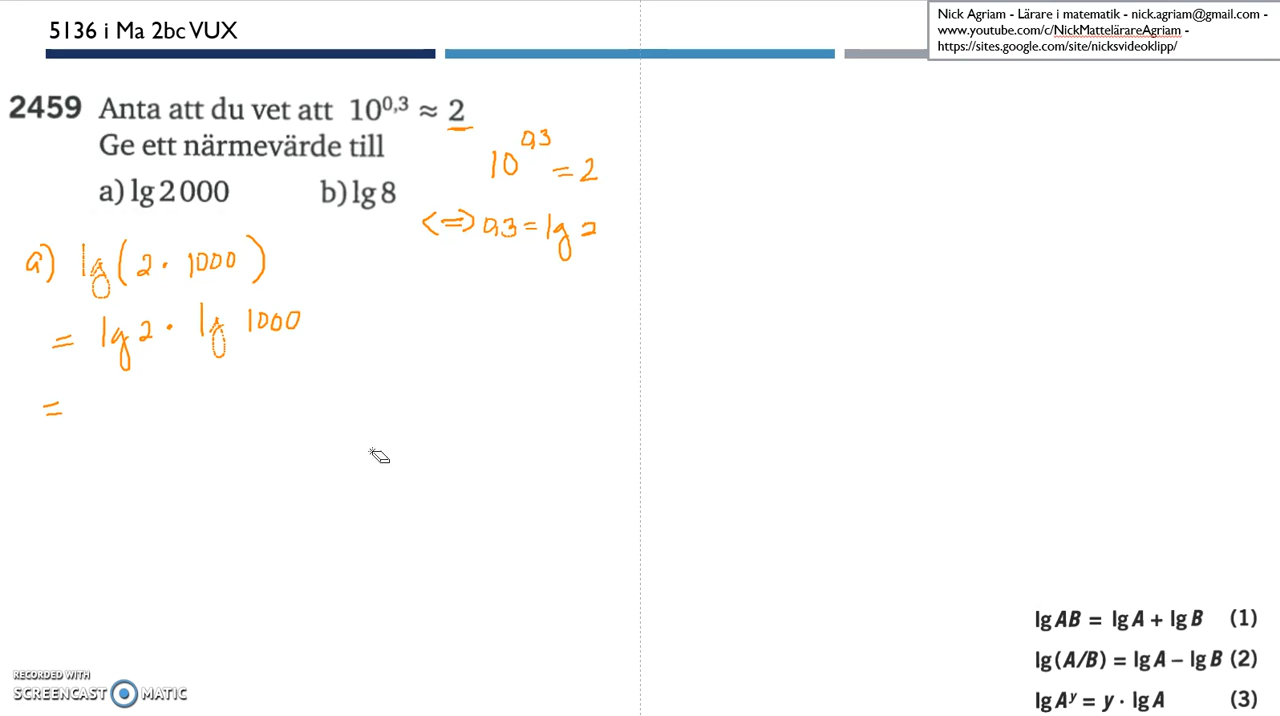 5136 i Ma 2bc VUX
Nick Agriam - Lärare i matematik - nick.agriam@gmail.com -
www.youtube.com/c/NickMattelärareAgriam -
https://sites.google.com/site/nicksvideoklipp/
2459 Anta att du vet att 10^0,3 ≈ 2
Ge ett närmevärde till
a) lg 2 000 b) lg 8
10^0,3 = 2
<=> 0,3 = lg 2
a) lg(2 · 1000)
= lg 2 · lg 1000
=
lg AB = lg A + lg B (1)
lg(A/B) = lg A – lg B (2)
lg A^y = y · lg A (3)
RECORDED WITH
SCREENCAST MATIC